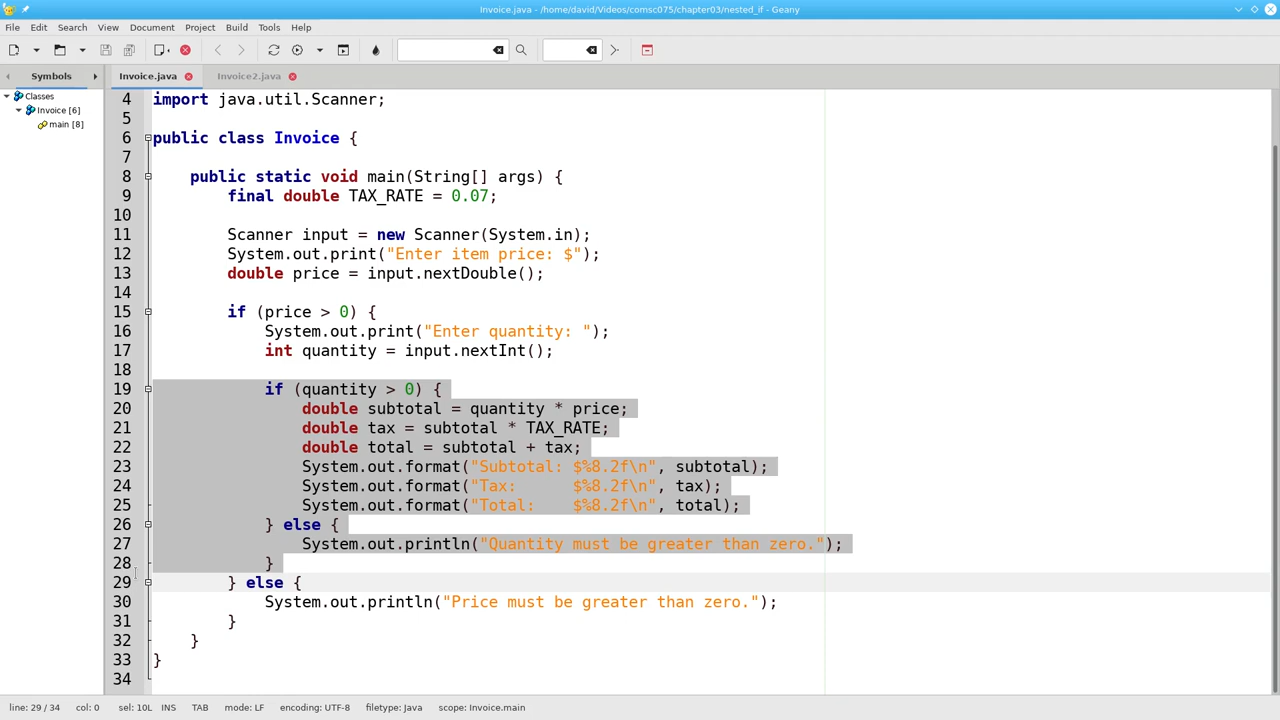 Invoice.java - /home/david/Videos/comsc075/chapter03/nested_if - Geany
File Edit Search View Document Project Build Tools Help
Symbols Invoice.java Invoice2.java
Classes
Invoice [6]
main [8]
4 import java.util.Scanner;
5
6 public class Invoice {
7
8 public static void main(String[] args) {
9 final double TAX_RATE = 0.07;
10
11 Scanner input = new Scanner(System.in);
12 System.out.print("Enter item price: $");
13 double price = input.nextDouble();
14
15 if (price > 0) {
16 System.out.print("Enter quantity: ");
17 int quantity = input.nextInt();
18
19 if (quantity > 0) {
20 double subtotal = quantity * price;
21 double tax = subtotal * TAX_RATE;
22 double total = subtotal + tax;
23 System.out.format("Subtotal: $%8.2f\n", subtotal);
24 System.out.format("Tax:      $%8.2f\n", tax);
25 System.out.format("Total:    $%8.2f\n", total);
26 } else {
27 System.out.println("Quantity must be greater than zero.");
28 }
29 } else {
30 System.out.println("Price must be greater than zero.");
31 }
32 }
33 }
34
line: 29 / 34 col: 0 sel: 10L INS TAB mode: LF encoding: UTF-8 filetype: Java scope: Invoice.main